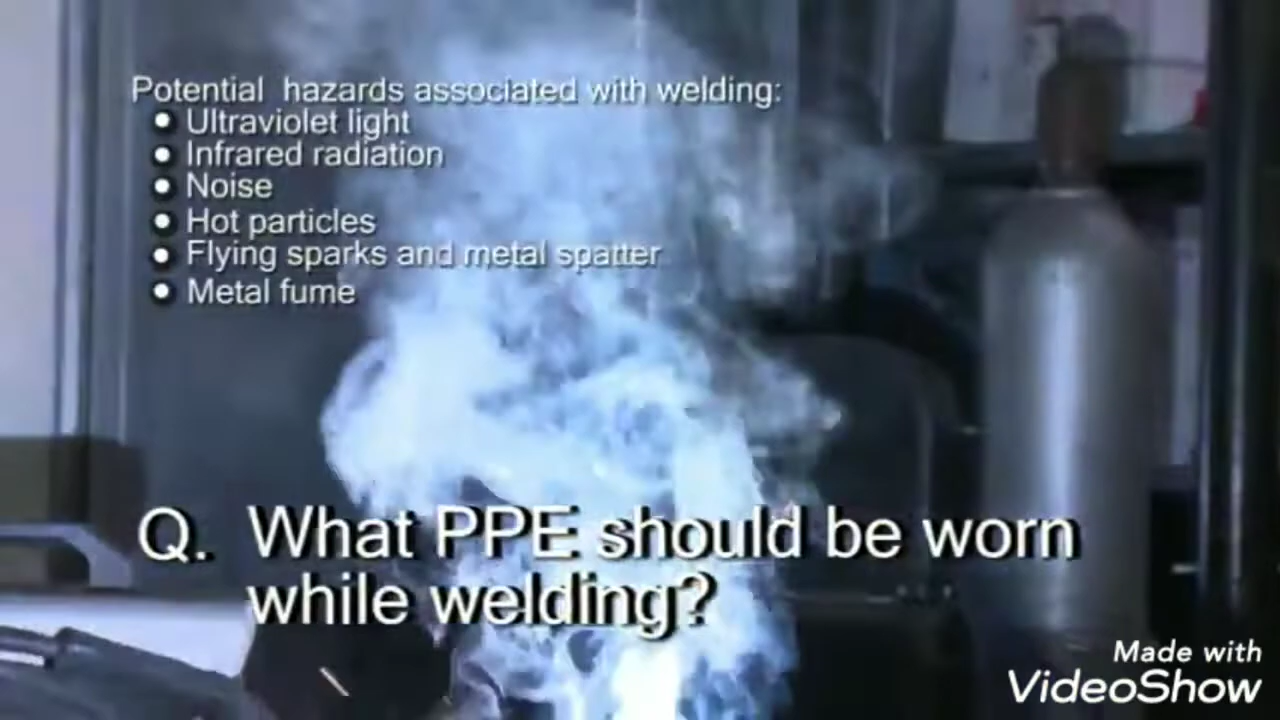 Potential hazards associated with welding:
● Ultraviolet light
● Infrared radiation
● Noise
● Hot particles
● Flying sparks and metal spatter
● Metal fume
Q. What PPE should be worn
while welding?
Made with
VideoShow